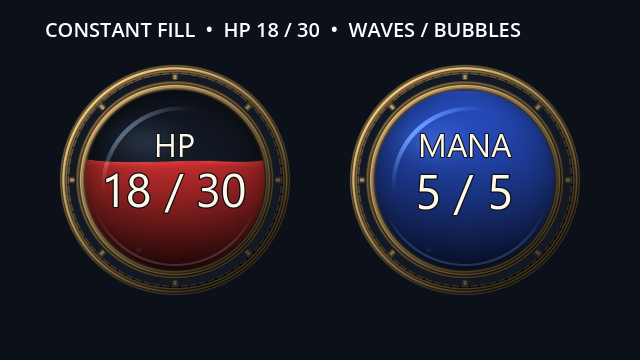 CONSTANT FILL • HP 18 / 30 • WAVES / BUBBLES
HP
18 / 30
MANA
5 / 5